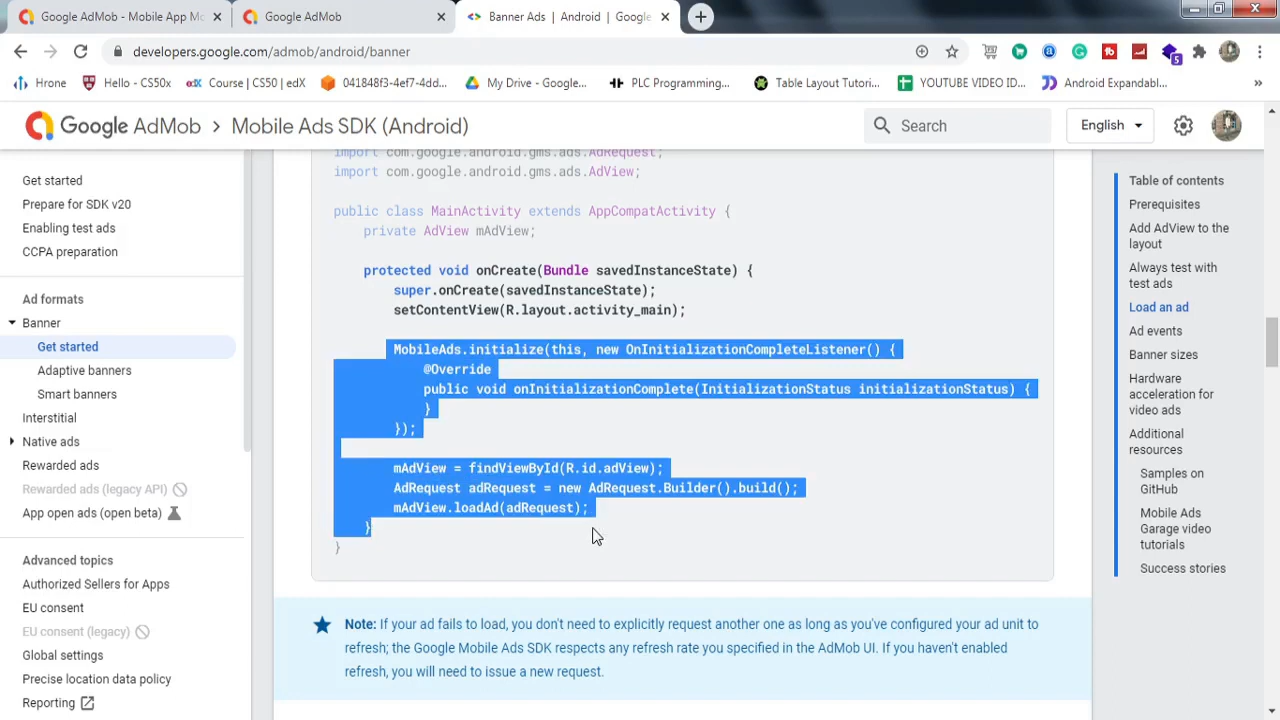 Google AdMob - Mobile App Mo
Google AdMob
Banner Ads | Android | Google
developers.google.com/admob/android/banner
5
Hrone
Hello - CS50x
edX
Course | CS50 | edX
041848f3-4ef7-4dd...
My Drive - Google...
PLC Programming...
Table Layout Tutori...
YOUTUBE VIDEO ID...
Android Expandabl...
»
Google AdMob > Mobile Ads SDK (Android)
Search
English
Get started
Prepare for SDK v20
Enabling test ads
CCPA preparation
Ad formats
Banner
Get started
Adaptive banners
Smart banners
Interstitial
Native ads
Rewarded ads
Rewarded ads (legacy API)
App open ads (open beta)
Advanced topics
Authorized Sellers for Apps
EU consent
EU consent (legacy)
Global settings
Precise location data policy
Reporting
import com.google.android.gms.ads.AdRequest;
import com.google.android.gms.ads.AdView;
public class MainActivity extends AppCompatActivity {
private AdView mAdView;
protected void onCreate(Bundle savedInstanceState) {
super.onCreate(savedInstanceState);
setContentView(R.layout.activity_main);
MobileAds.initialize(this, new OnInitializationCompleteListener() {
@Override
public void onInitializationComplete(InitializationStatus initializationStatus) {
}
});
mAdView = findViewById(R.id.adView);
AdRequest adRequest = new AdRequest.Builder().build();
mAdView.loadAd(adRequest);
}
}
Note: If your ad fails to load, you don't need to explicitly request another one as long as you've configured your ad unit to
refresh; the Google Mobile Ads SDK respects any refresh rate you specified in the AdMob UI. If you haven't enabled
refresh, you will need to issue a new request.
Table of contents
Prerequisites
Add AdView to the
layout
Always test with
test ads
Load an ad
Ad events
Banner sizes
Hardware
acceleration for
video ads
Additional
resources
Samples on
GitHub
Mobile Ads
Garage video
tutorials
Success stories